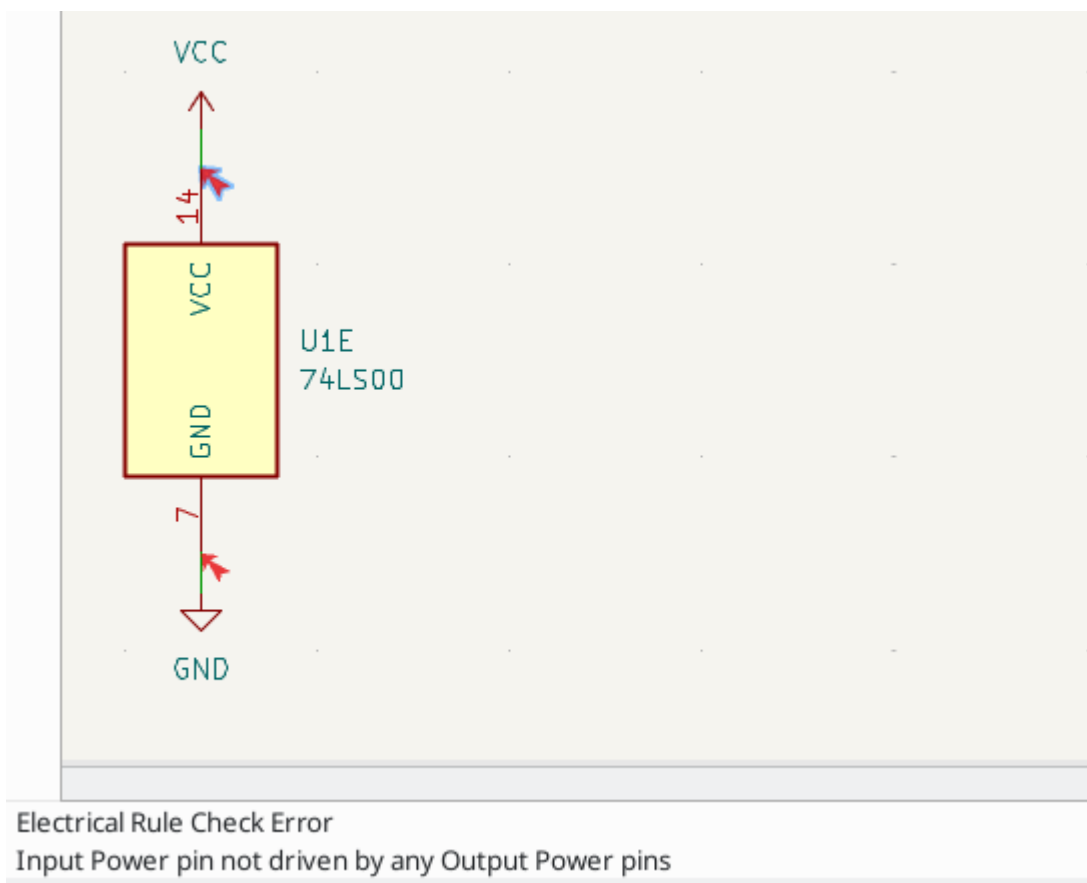 VCC
14
VCC
U1E
74LS00
GND
7
GND
Electrical Rule Check Error
Input Power pin not driven by any Output Power pins